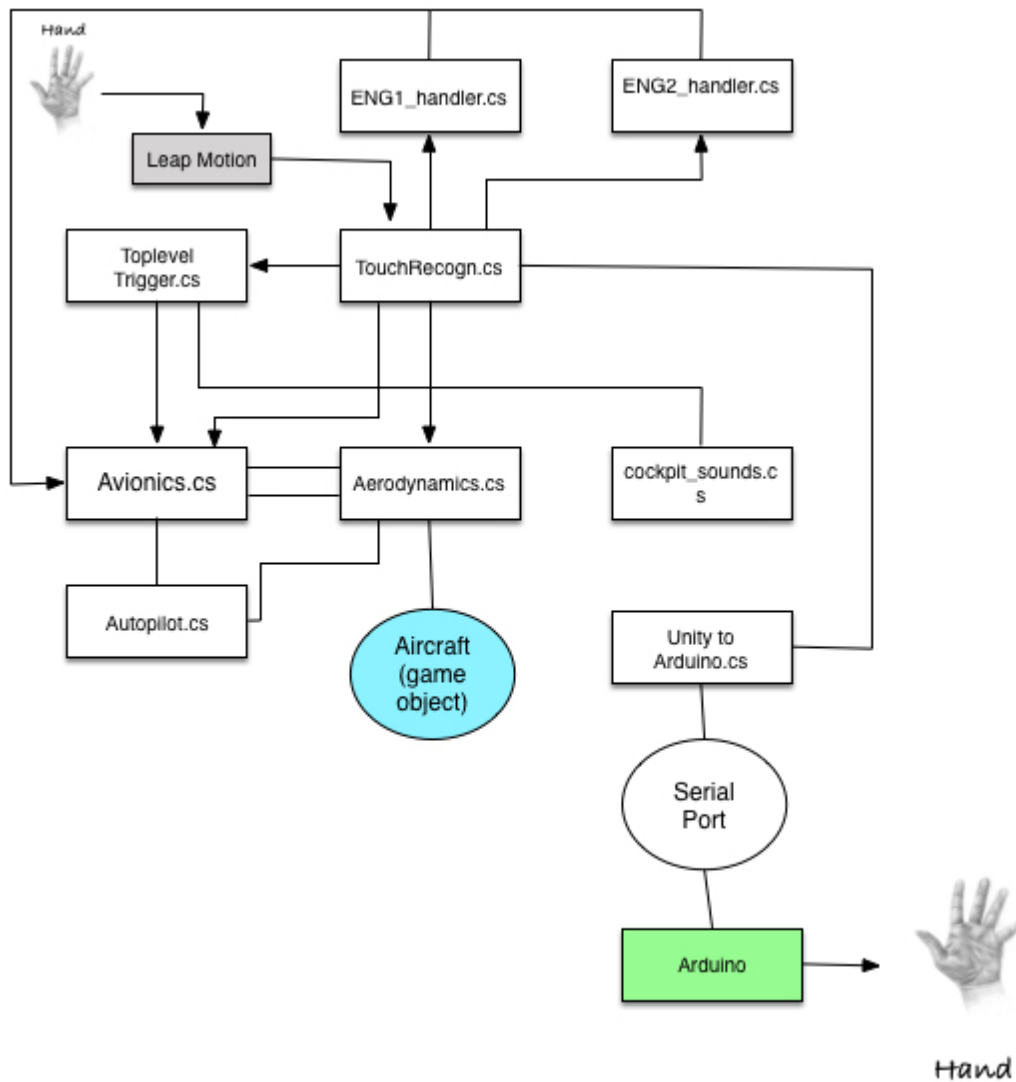 Hand
ENG1_handler.cs
ENG2_handler.cs
Leap Motion
Toplevel
Trigger.cs
TouchRecogn.cs
Avionics.cs
Aerodynamics.cs
cockpit_sounds.c
s
Autopilot.cs
Aircraft
(game
object)
Unity to
Arduino.cs
Serial
Port
Arduino
Hand